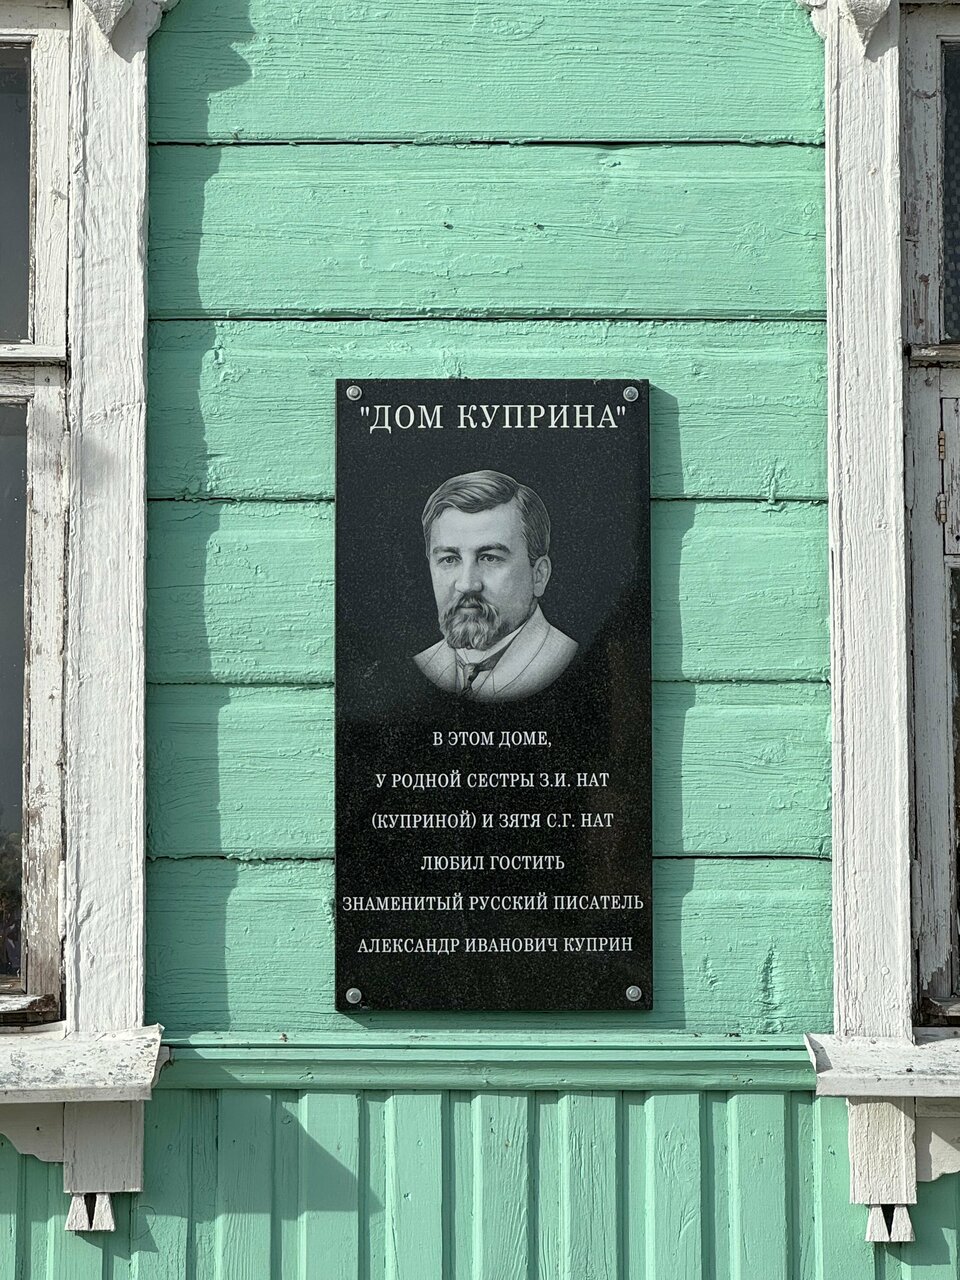 "ДОМ КУПРИНА"
В ЭТОМ ДОМЕ,
У РОДНОЙ СЕСТРЫ З.И. НАТ
(КУПРИНОЙ) И ЗЯТЯ С.Г. НАТ
ЛЮБИЛ ГОСТИТЬ
ЗНАМЕНИТЫЙ РУССКИЙ ПИСАТЕЛЬ
АЛЕКСАНДР ИВАНОВИЧ КУПРИН